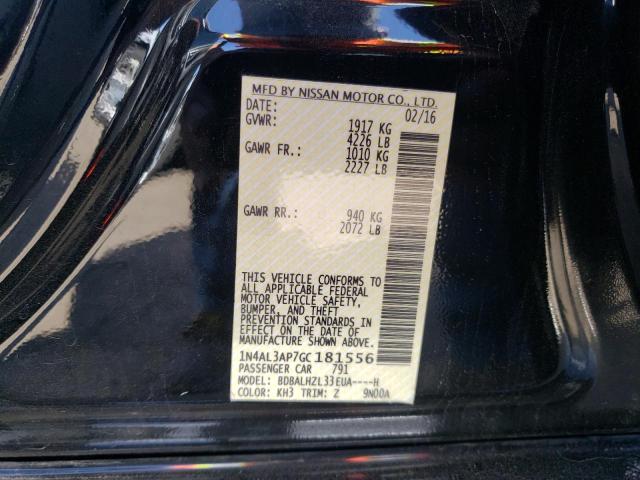 MFD BY NISSAN MOTOR CO., LTD.
DATE: 02/16
GVWR: 1917 KG
4226 LB
GAWR FR.: 1010 KG
2227 LB
GAWR RR.: 940 KG
2072 LB
THIS VEHICLE CONFORMS TO
ALL APPLICABLE FEDERAL
MOTOR VEHICLE SAFETY,
BUMPER, AND THEFT
PREVENTION STANDARDS IN
EFFECT ON THE DATE OF
MANUFACTURE SHOWN ABOVE.
1N4AL3AP7GC181556
PASSENGER CAR 791
MODEL: BDBALHZL33EUA----H
COLOR: KH3 TRIM: Z 9N00A